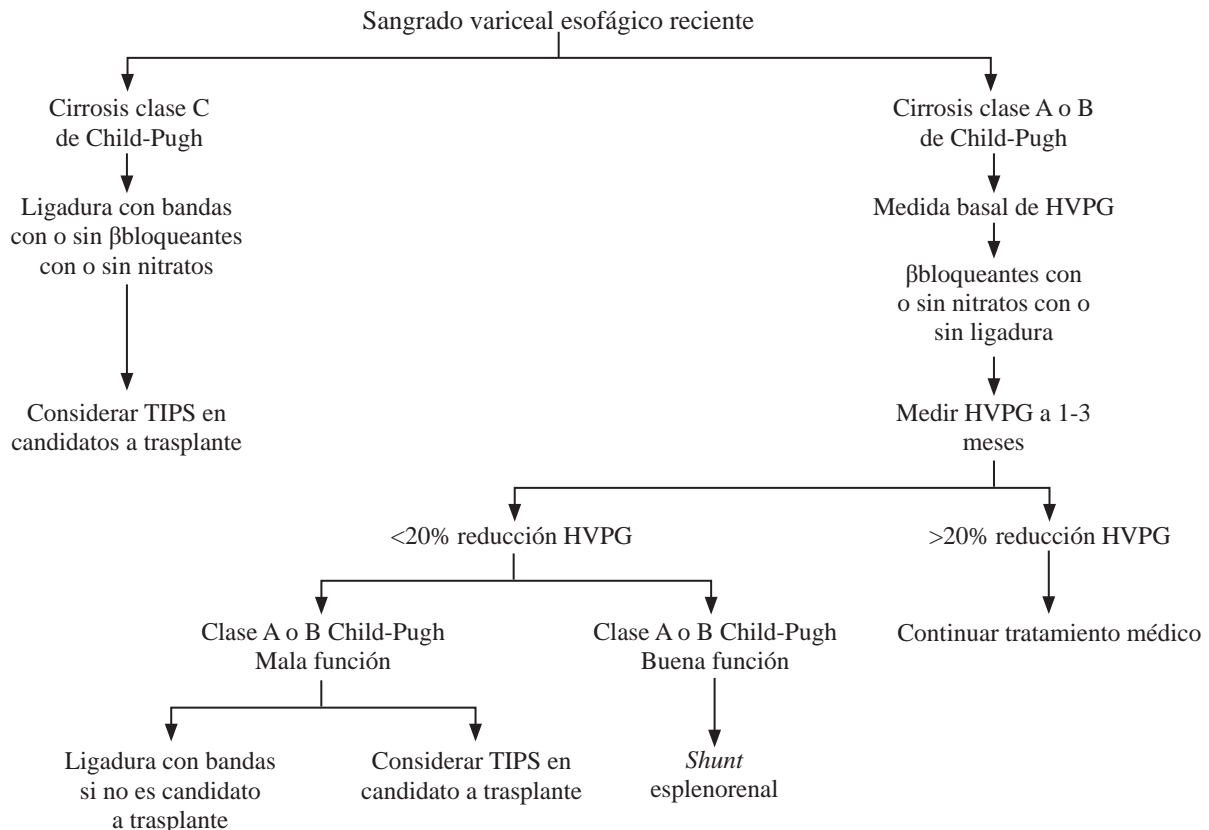 Sangrado variceal esofágico reciente
Cirrosis clase C
de Child-Pugh
Cirrosis clase A o B
de Child-Pugh
Ligadura con bandas
con o sin βbloqueantes
con o sin nitratos
Medida basal de HVPG
βbloqueantes con
o sin nitratos con o
sin ligadura
Considerar TIPS en
candidatos a trasplante
Medir HVPG a 1-3
meses
<20% reducción HVPG
>20% reducción HVPG
Clase A o B Child-Pugh
Mala función
Clase A o B Child-Pugh
Buena función
Continuar tratamiento médico
Ligadura con bandas
si no es candidato
a trasplante
Considerar TIPS en
candidato a trasplante
Shunt
esplenorenal